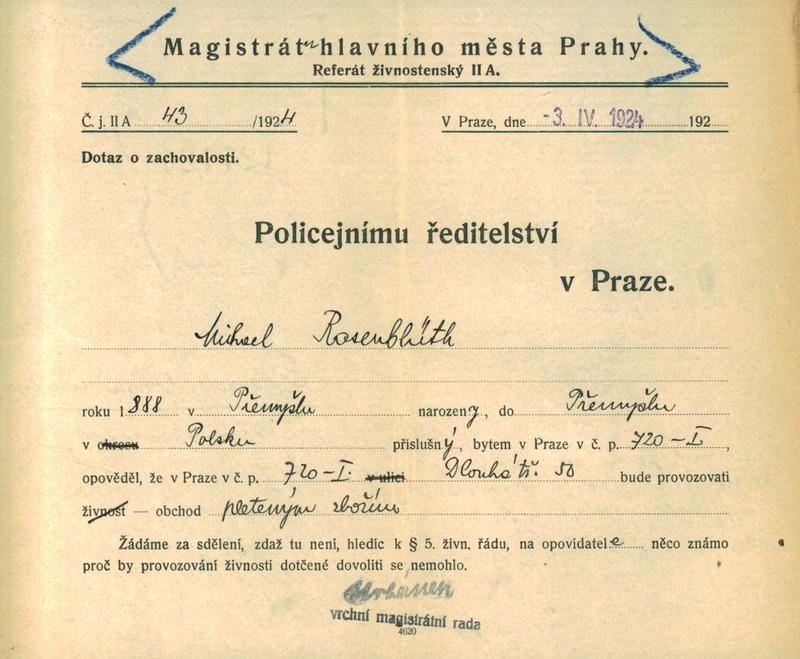 Magistrát hlavního města Prahy.
Referát živnostenský II A.
Č. j. II A 43 /1924 V Praze, dne -3. IV. 1924 192
Dotaz o zachovalosti.
Policejnímu ředitelství
v Praze.
Michael Rosenblüth
roku 1888 v Přemyšlu narozený, do Přemyšlu
v okresu Polsku příslušný, bytem v Praze v č. p. 720-I,
opověděl, že v Praze v č. p. 720-I v ulici Dlouhá tř. 50 bude provozovati
živnost — obchod pleteným zbožím
Žádáme za sdělení, zdaž tu není, hledíc k § 5. živn. řádu, na opovídatele něco známo
proč by provozování živnosti dotčené dovoliti se nemohlo.
vrchní magistrátní rada
4620